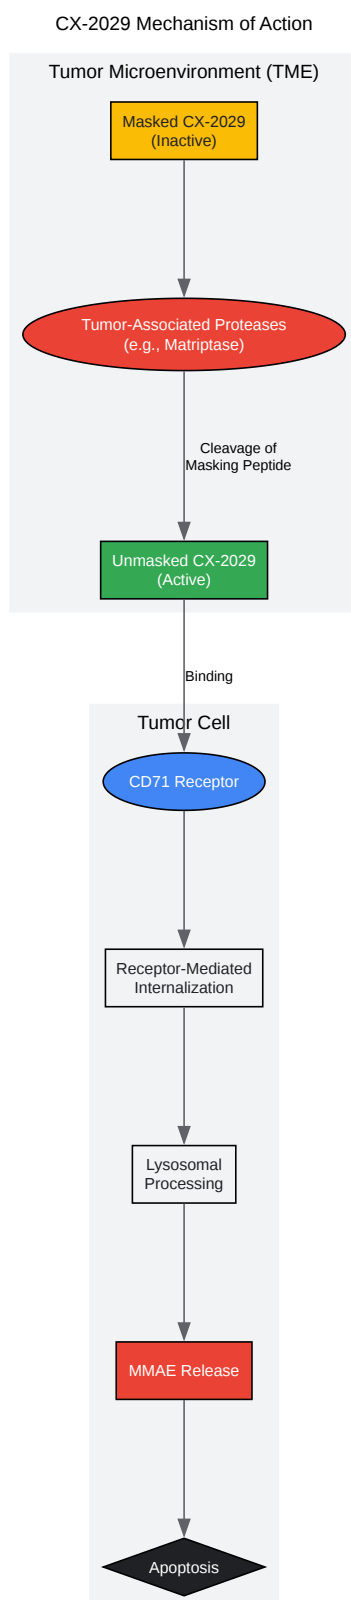 CX-2029 Mechanism of Action
Tumor Microenvironment (TME)
Masked CX-2029
(Inactive)
Tumor-Associated Proteases
(e.g., Matriptase)
Cleavage of
Masking Peptide
Unmasked CX-2029
(Active)
Binding
Tumor Cell
CD71 Receptor
Receptor-Mediated
Internalization
Lysosomal
Processing
MMAE Release
Apoptosis